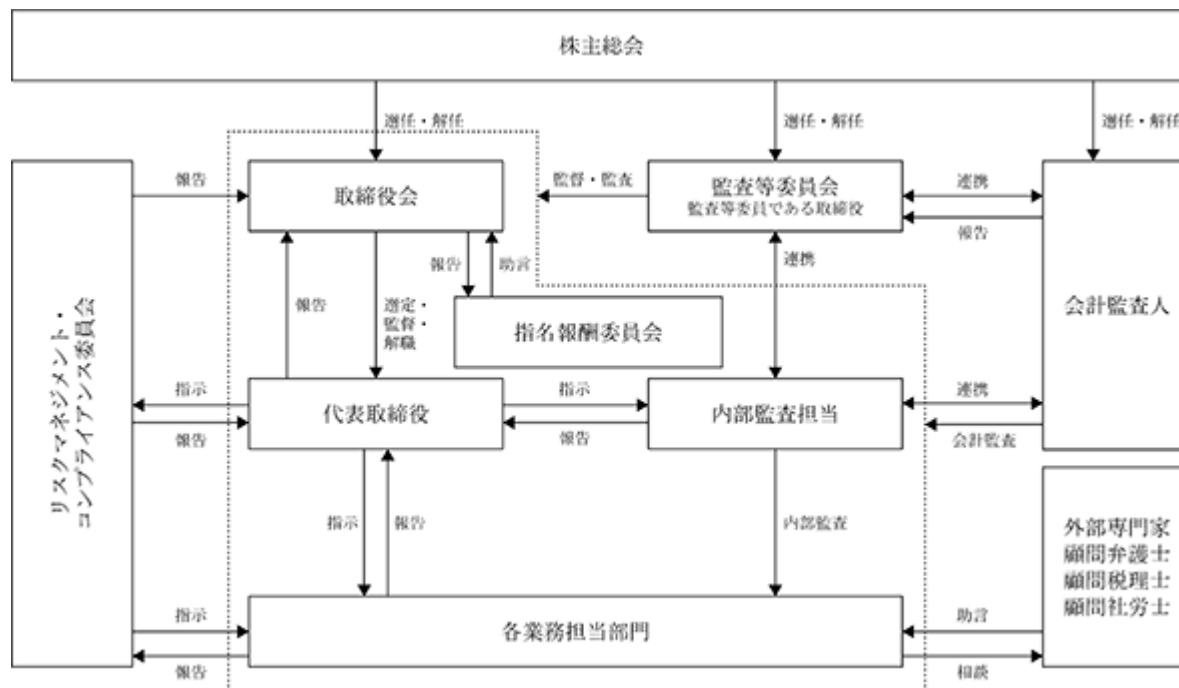 株主総会
選任・解任
選任・解任
選任・解任
報告
取締役会
監督・監査
監査等委員会
監査等委員である取締役
連携
報告
報告
選定・
監督・
解職
報告
助言
連携
指名報酬委員会
会計監査人
リスクマネジメント・
コンプライアンス委員会
指示
報告
代表取締役
指示
報告
内部監査担当
連携
会計監査
指示
報告
内部監査
外部専門家
顧問弁護士
顧問税理士
顧問社労士
指示
報告
各業務担当部門
助言
相談